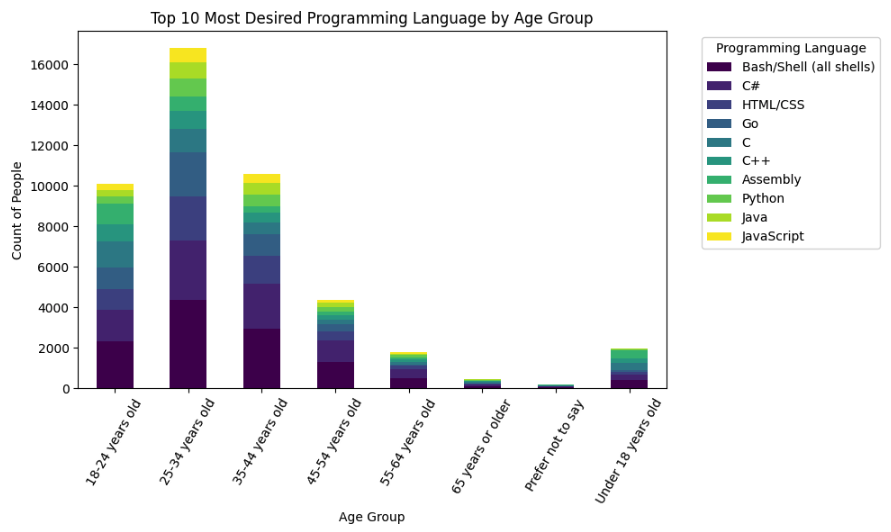 Top 10 Most Desired Programming Language by Age Group
Count of People
16000
14000
12000
10000
8000
6000
4000
2000
0
18-24 years old
25-34 years old
35-44 years old
45-54 years old
55-64 years old
65 years or older
Prefer not to say
Under 18 years old
Age Group
Programming Language
Bash/Shell (all shells)
C#
HTML/CSS
Go
C
C++
Assembly
Python
Java
JavaScript